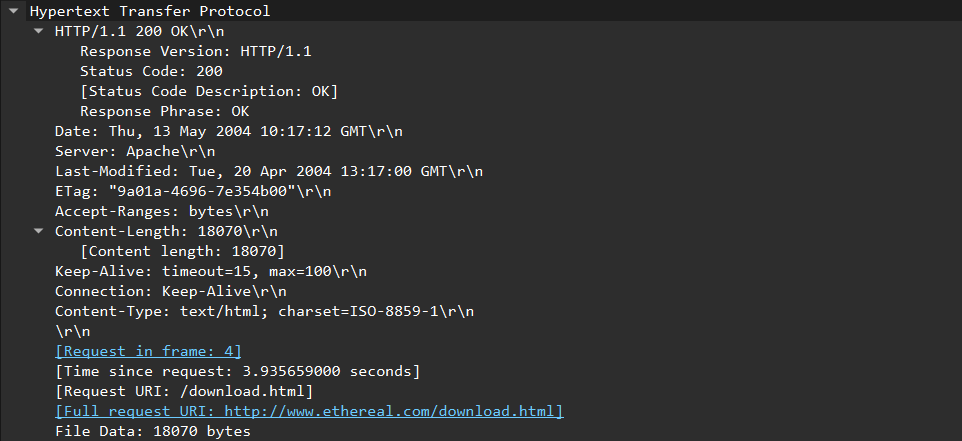 Hypertext Transfer Protocol
HTTP/1.1 200 OK\r\n
Response Version: HTTP/1.1
Status Code: 200
[Status Code Description: OK]
Response Phrase: OK
Date: Thu, 13 May 2004 10:17:12 GMT\r\n
Server: Apache\r\n
Last-Modified: Tue, 20 Apr 2004 13:17:00 GMT\r\n
ETag: "9a01a-4696-7e354b00"\r\n
Accept-Ranges: bytes\r\n
Content-Length: 18070\r\n
[Content length: 18070]
Keep-Alive: timeout=15, max=100\r\n
Connection: Keep-Alive\r\n
Content-Type: text/html; charset=ISO-8859-1\r\n
\r\n
[Request in frame: 4]
[Time since request: 3.935659000 seconds]
[Request URI: /download.html]
[Full request URI: http://www.ethereal.com/download.html]
File Data: 18070 bytes